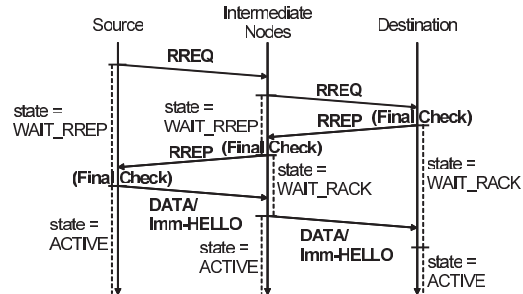 Source
Intermediate
Nodes
Destination
RREQ
RREQ
state =
WAIT_RREP
state =
WAIT_RREP
RREP
(Final Check)
RREP
(Final Check)
(Final Check)
state =
WAIT_RACK
state =
WAIT_RACK
DATA/
Imm-HELLO
state =
ACTIVE
state =
ACTIVE
DATA/
Imm-HELLO
state =
ACTIVE